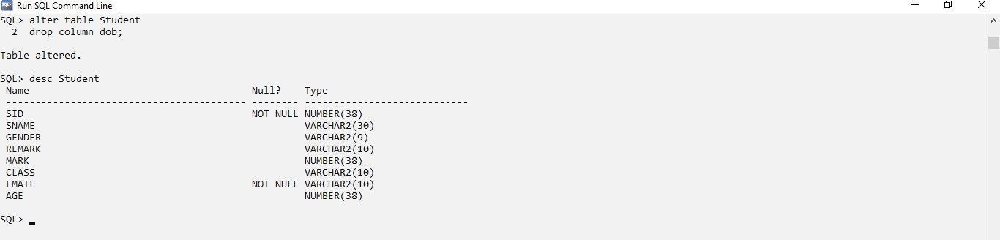 Run SQL Command Line
SQL> alter table Student
  2  drop column dob;
Table altered.
SQL> desc Student
 Name                                      Null?    Type
 ----------------------------------------- -------- ----------------------------
 SID                                       NOT NULL NUMBER(38)
 SNAME                                              VARCHAR2(30)
 GENDER                                             VARCHAR2(9)
 REMARK                                             VARCHAR2(10)
 MARK                                               NUMBER(38)
 CLASS                                              VARCHAR2(10)
 EMAIL                                     NOT NULL VARCHAR2(10)
 AGE                                                NUMBER(38)
SQL>